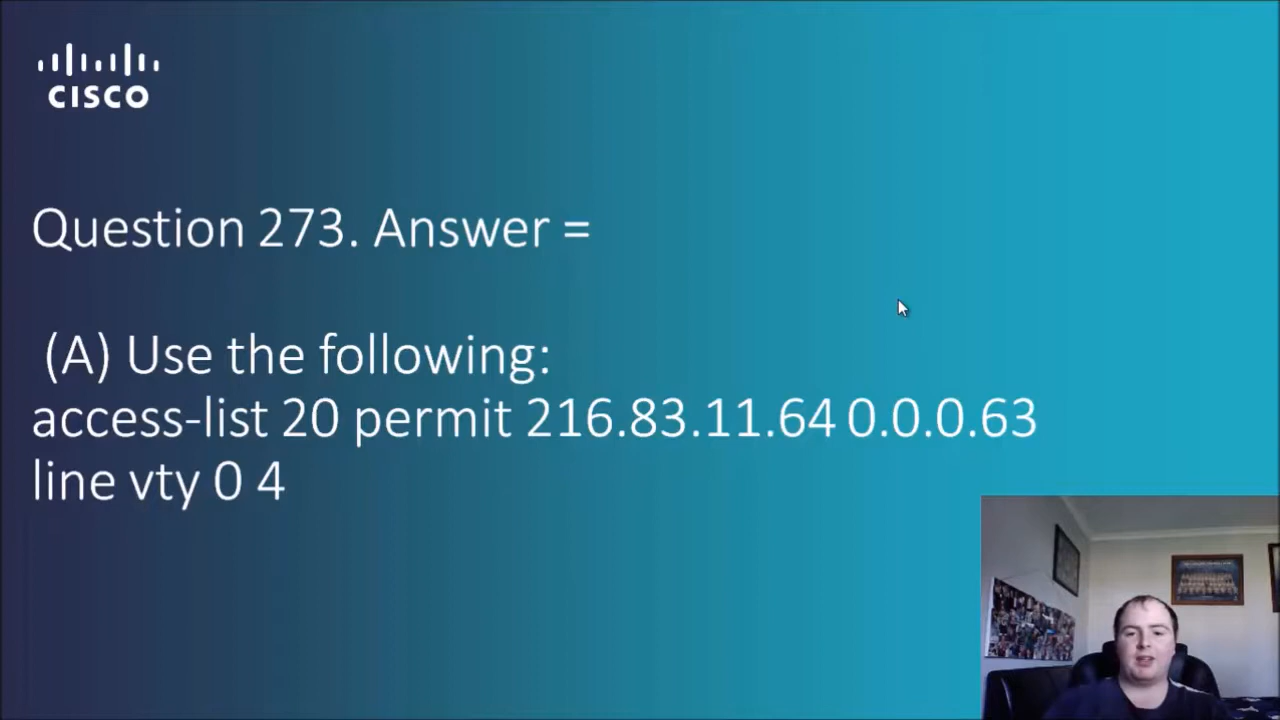 CISCO
Question 273. Answer =
(A) Use the following:
access-list 20 permit 216.83.11.64 0.0.0.63
line vty 0 4